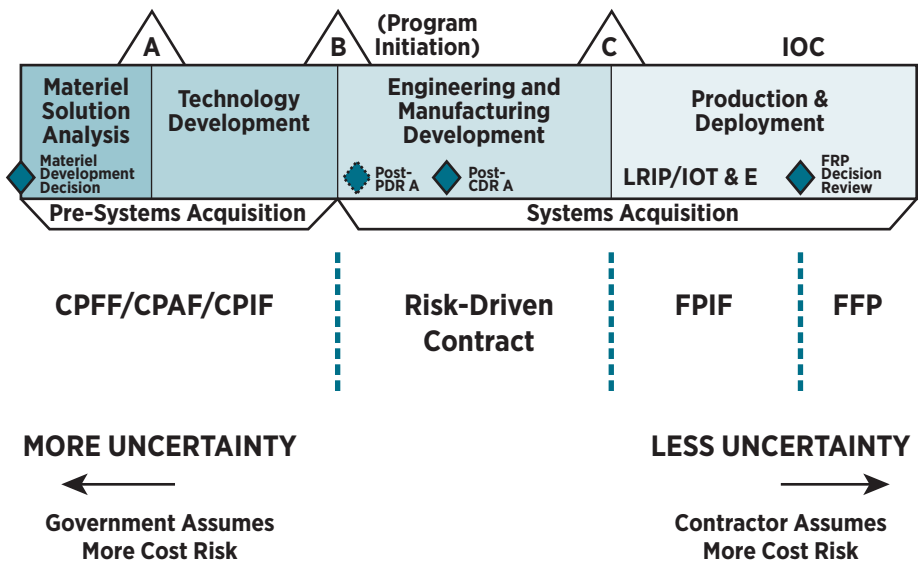 A
B
(Program
Initiation)
C
IOC
Materiel
Solution
Analysis
Technology
Development
Engineering and
Manufacturing
Development
Production &
Deployment
Materiel
Development
Decision
Post-
PDR A
Post-
CDR A
LRIP/IOT & E
FRP
Decision
Review
Pre-Systems Acquisition
Systems Acquisition
CPFF/CPAF/CPIF
Risk-Driven
Contract
FPIF
FFP
MORE UNCERTAINTY
LESS UNCERTAINTY
Government Assumes
More Cost Risk
Contractor Assumes
More Cost Risk